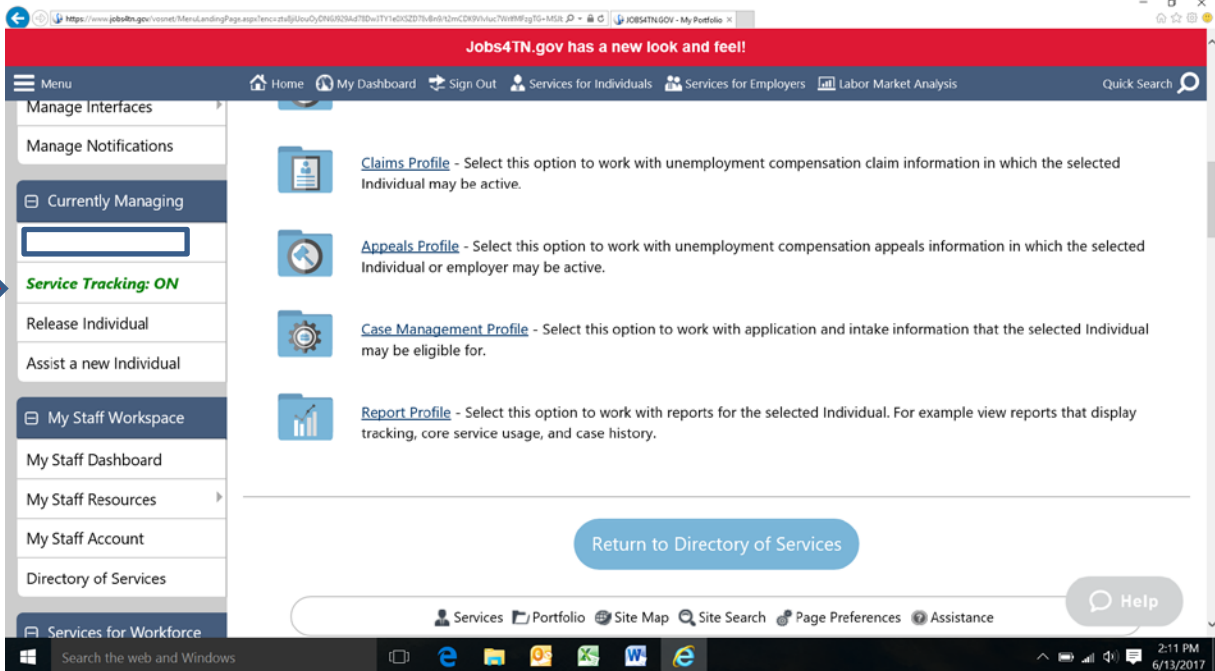 JOBS4TN.GOV - My Portfolio
Jobs4TN.gov has a new look and feel!
Menu
Home My Dashboard Sign Out Services for Individuals Services for Employers Labor Market Analysis Quick Search
Manage Interfaces
Manage Notifications
Currently Managing
Service Tracking: ON
Release Individual
Assist a new Individual
My Staff Workspace
My Staff Dashboard
My Staff Resources
My Staff Account
Directory of Services
Services for Workforce
Claims Profile - Select this option to work with unemployment compensation claim information in which the selected
Individual may be active.
Appeals Profile - Select this option to work with unemployment compensation appeals information in which the selected
Individual or employer may be active.
Case Management Profile - Select this option to work with application and intake information that the selected Individual
may be eligible for.
Report Profile - Select this option to work with reports for the selected Individual. For example view reports that display
tracking, core service usage, and case history.
Return to Directory of Services
Services Portfolio Site Map Site Search Page Preferences Assistance
Help
Search the web and Windows
2:11 PM
6/13/2017